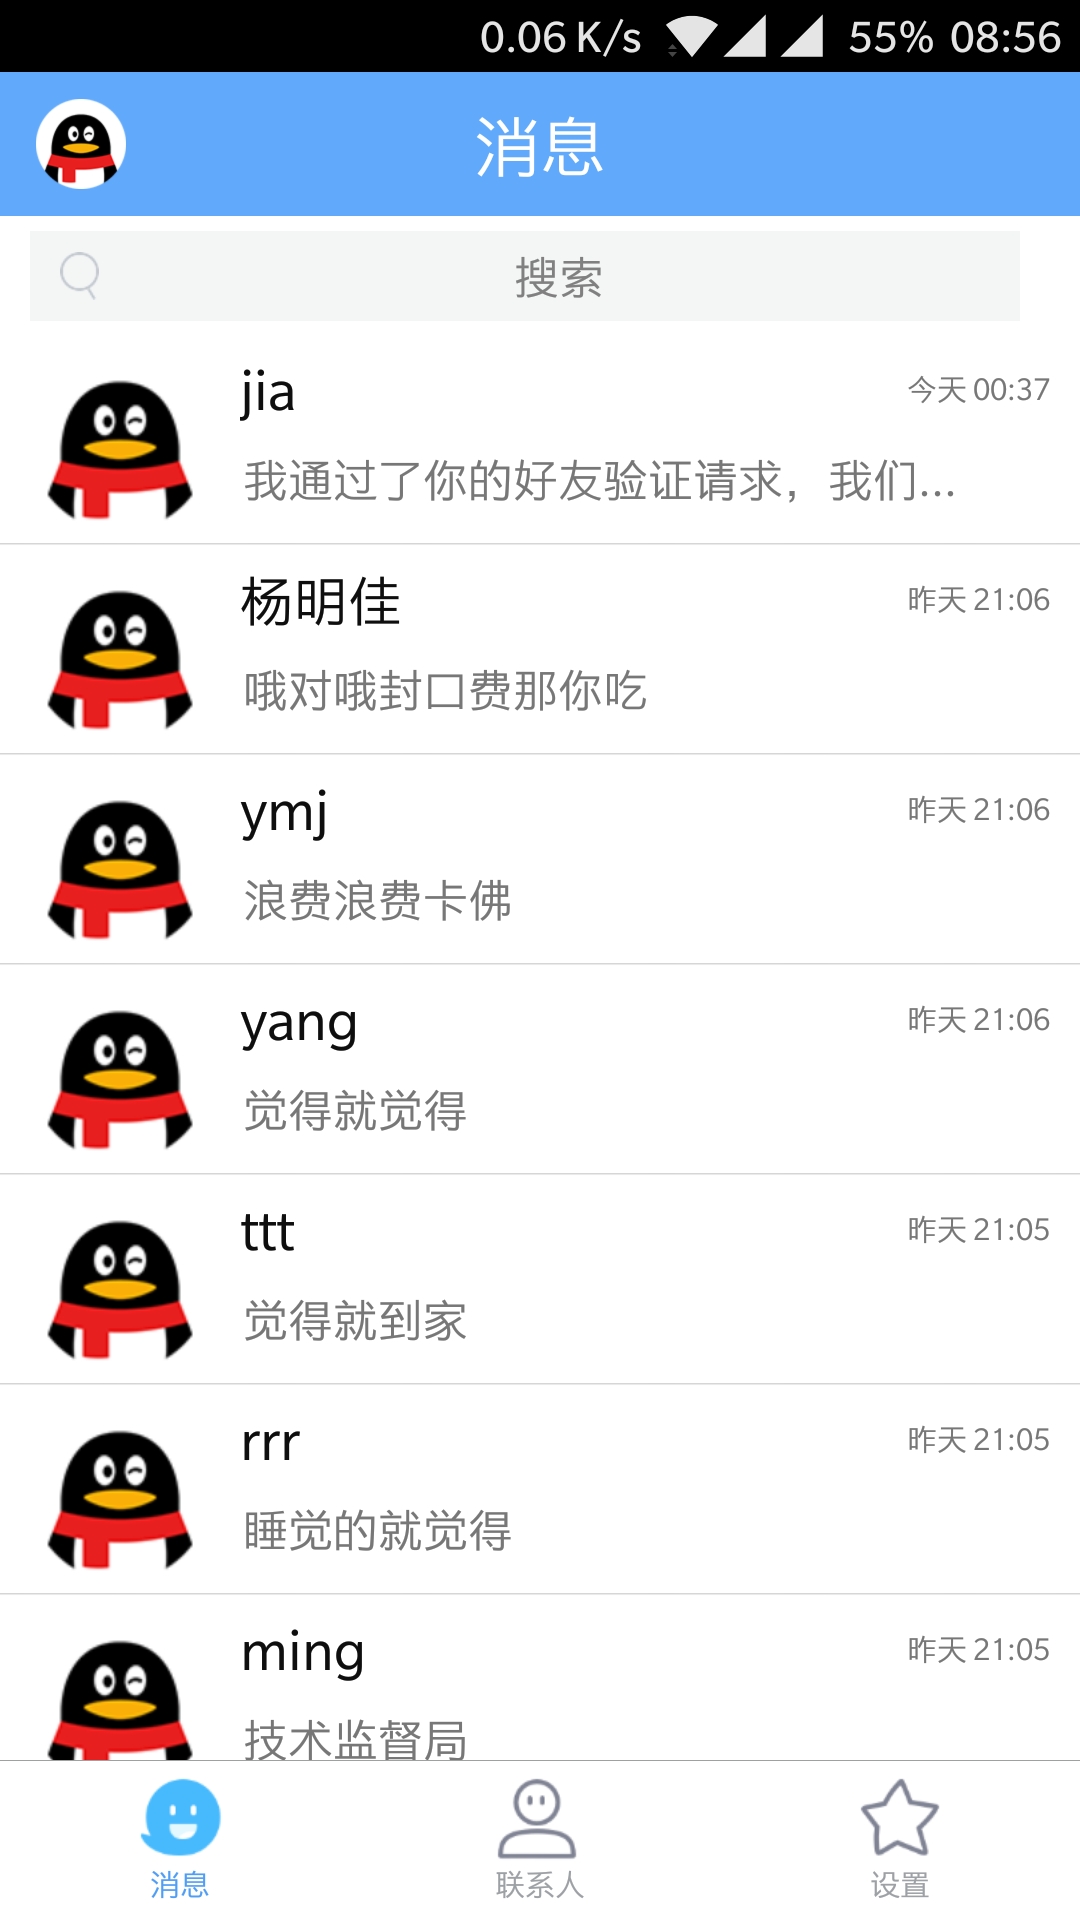 0.06 K/s 55% 08:56
消息
搜索
jia 今天 00:37
我通过了你的好友验证请求，我们...
杨明佳 昨天 21:06
哦对哦封口费那你吃
ymj 昨天 21:06
浪费浪费卡佛
yang 昨天 21:06
觉得就觉得
ttt 昨天 21:05
觉得就到家
rrr 昨天 21:05
睡觉的就觉得
ming 昨天 21:05
技术监督局
消息 联系人 设置